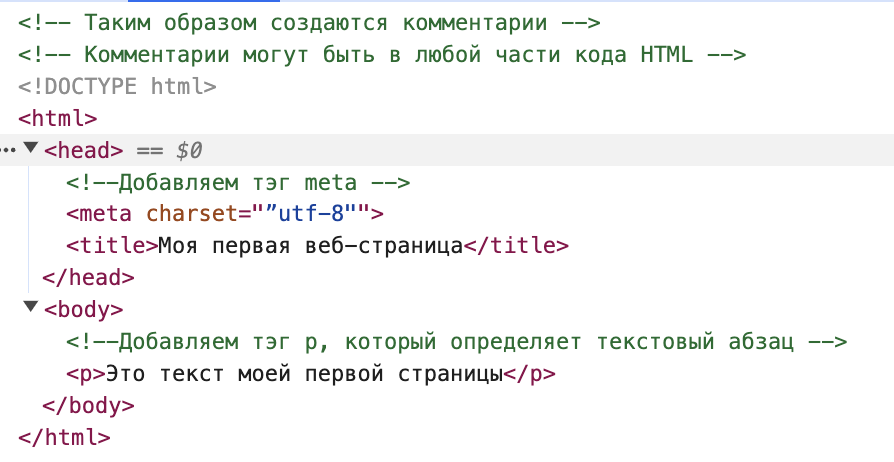 <!-- Таким образом создаются комментарии -->
<!-- Комментарии могут быть в любой части кода HTML -->
<!DOCTYPE html>
<html>
<head> == $0
<!--Добавляем тэг meta -->
<meta charset="”utf-8"">
<title>Моя первая веб-страница</title>
</head>
<body>
<!--Добавляем тэг p, который определяет текстовый абзац -->
<p>Это текст моей первой страницы</p>
</body>
</html>